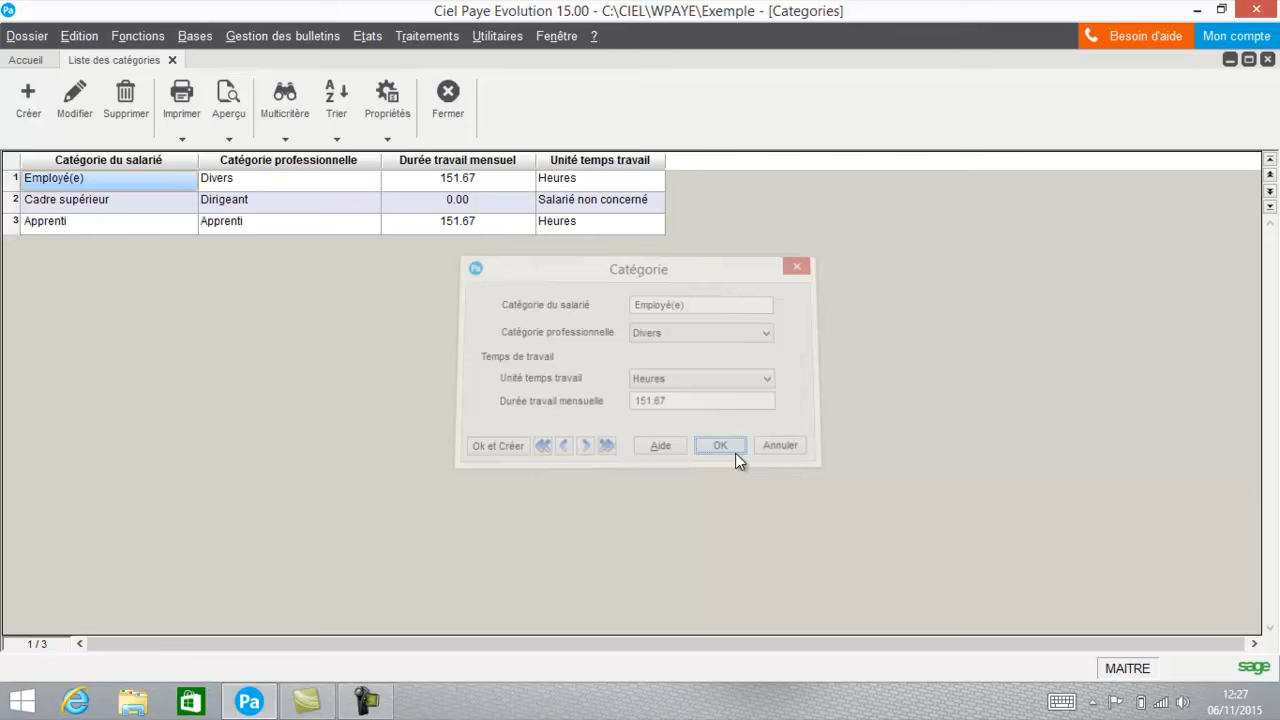 Pa Ciel Paye Evolution 15.00 - C:\CIEL\WPAYE\Exemple - [Categories]
Dossier Edition Fonctions Bases Gestion des bulletins Etats Traitements Utilitaires Fenêtre ? Besoin d'aide Mon compte
Accueil Liste des catégories
Créer Modifier Supprimer Imprimer Aperçu Multicritère Trier Propriétés Fermer
Catégorie du salarié Catégorie professionnelle Durée travail mensuel Unité temps travail
1 Employé(e) Divers 151.67 Heures
2 Cadre supérieur Dirigeant 0.00 Salarié non concerné
3 Apprenti Apprenti 151.67 Heures
Pa Catégorie
Catégorie du salarié Employé(e)
Catégorie professionnelle Divers
Temps de travail
Unité temps travail Heures
Durée travail mensuelle 151.67
Ok et Créer Aide OK Annuler
1 / 3
MAITRE sage
Pa 12:27
06/11/2015